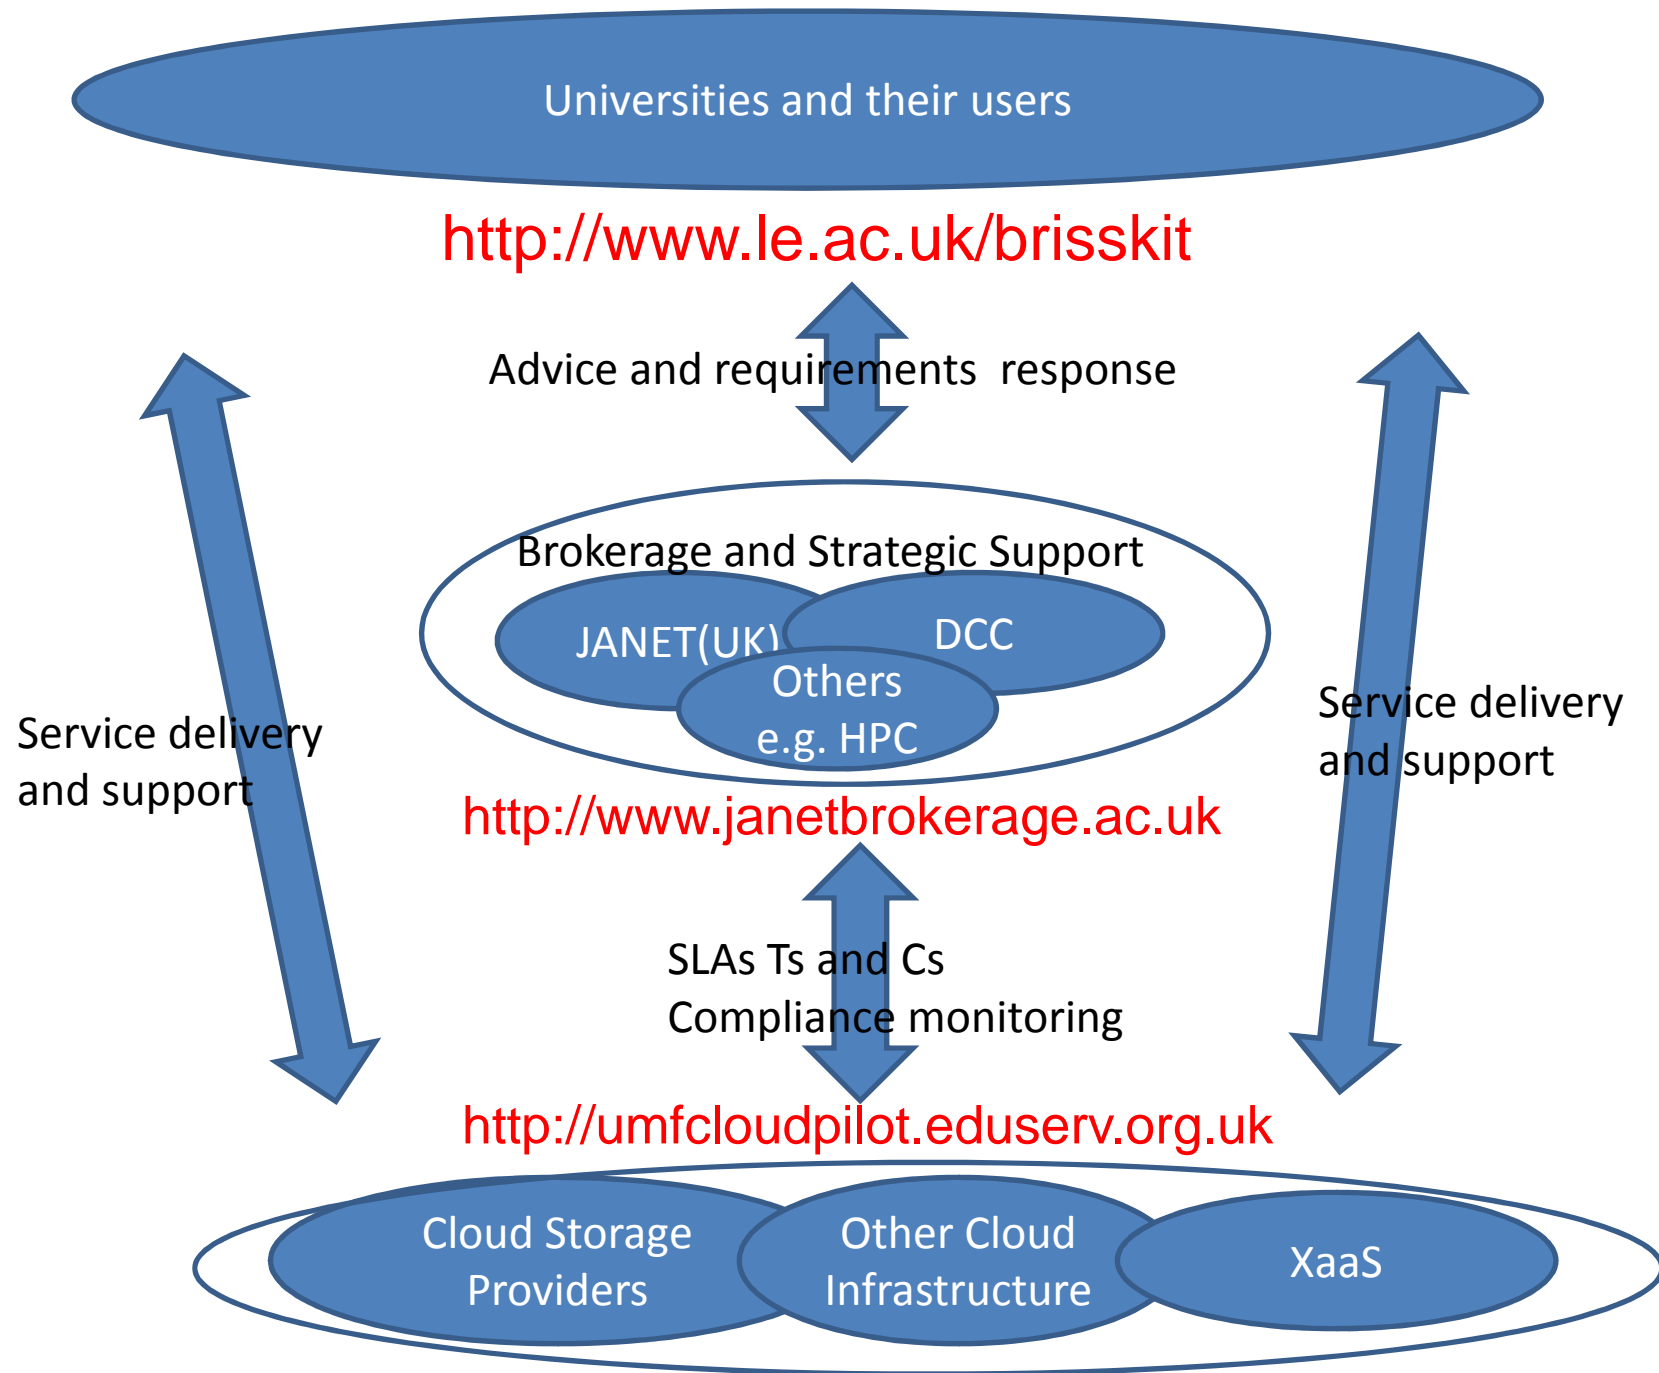 Universities and their users
http://www.le.ac.uk/brisskit
Advice and requirements  response
Brokerage and Strategic Support
JANET(UK)
DCC
Others
e.g. HPC
Service delivery
and support
Service delivery
and support
http://www.janetbrokerage.ac.uk
SLAs Ts and Cs
Compliance monitoring
http://umfcloudpilot.eduserv.org.uk
Cloud Storage
Providers
Other Cloud
Infrastructure
XaaS